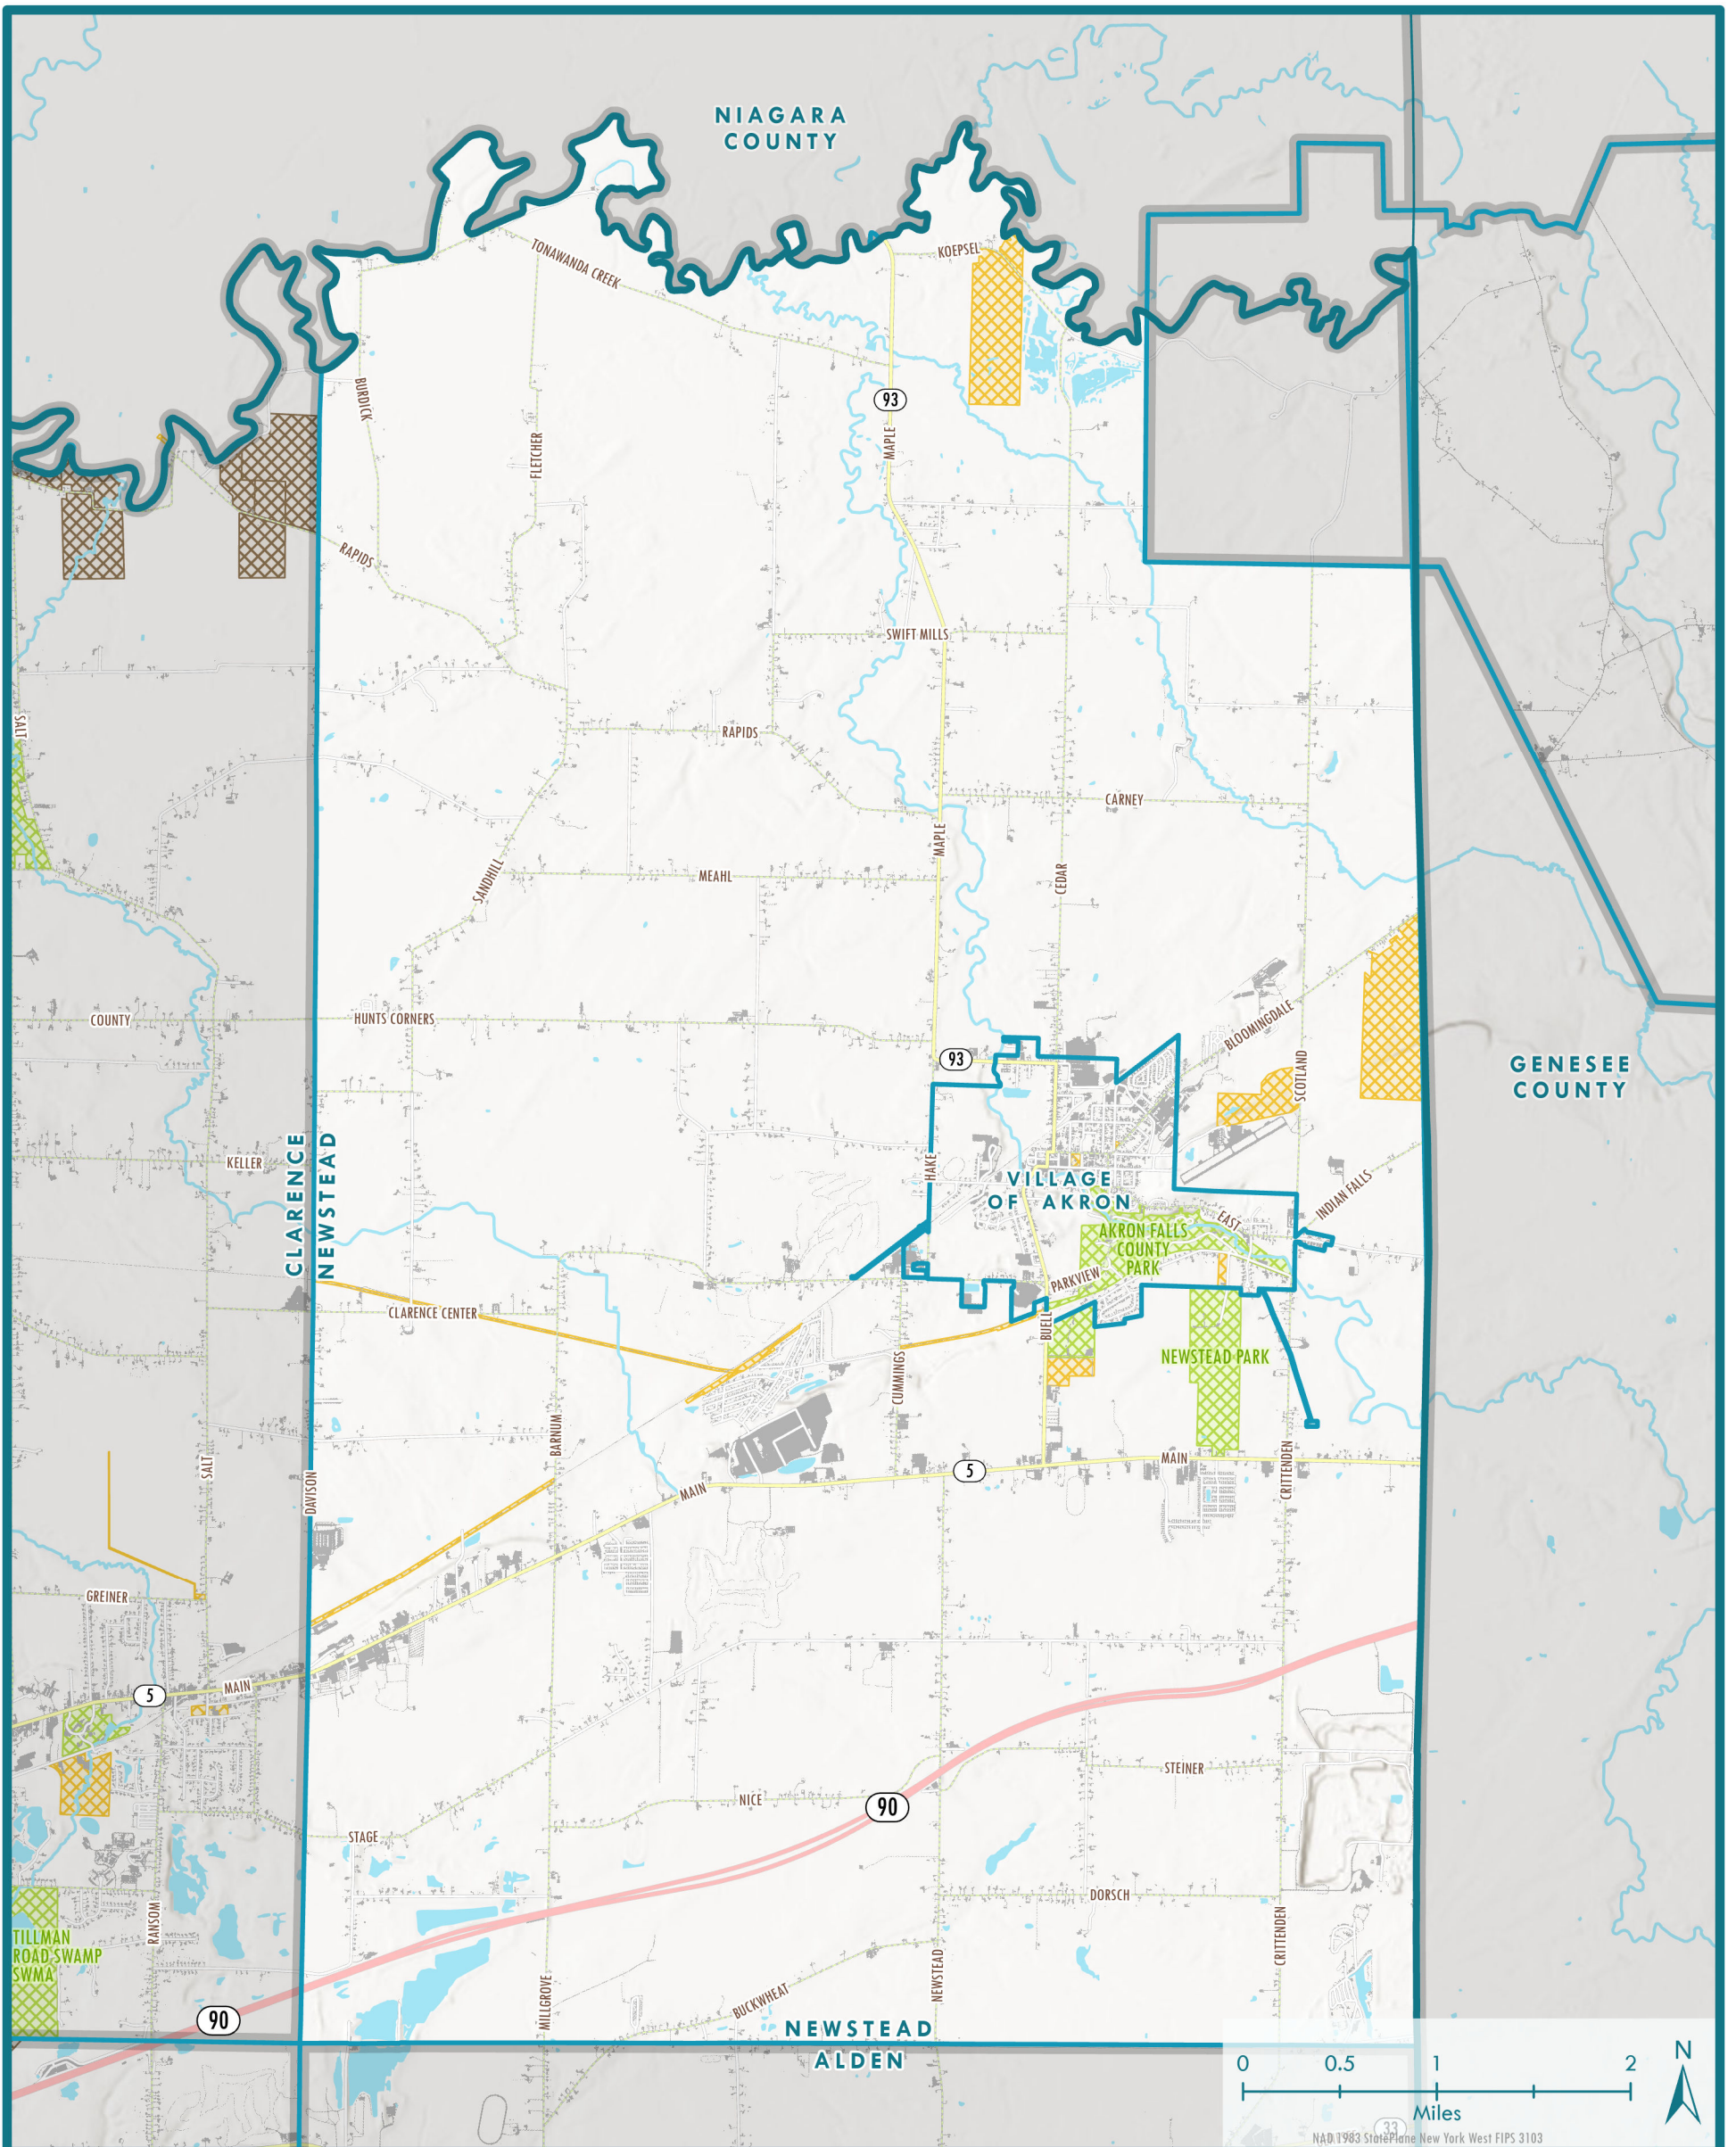 NIAGARA
COUNTY
TONAWANDA CREEK
KOEPSEL
BURDICK
93
MAPLE
FLETCHER
RAPIDS
SWIFT MILLS
SALT
RAPIDS
CARNEY
MAPLE
SANDHILL
MEAHL
CEDAR
COUNTY
HUNTS CORNERS
BLOOMINGDALE
93
SCOTLAND
GENESEE
COUNTY
CLARENCE
NEWSTEAD
KELLER
HAKE
VILLAGE
OF AKRON
INDIAN FALLS
EAST
AKRON FALLS
COUNTY
PARK
PARKVIEW
CLARENCE CENTER
BUELL
NEWSTEAD PARK
CUMMINGS
BARNUM
SALT
DAVISON
MAIN
5
MAIN
CRITTENDEN
GREINER
5
MAIN
STEINER
NICE
90
STAGE
DORSCH
RANSOM
TILLMAN
ROAD SWAMP
SWMA
CRITTENDEN
NEWSTEAD
MILLGROVE
BUCKWHEAT
90
NEWSTEAD
ALDEN
0 0.5 1 2
Miles
N
33
NAD 1983 StatePlane New York West FIPS 3103